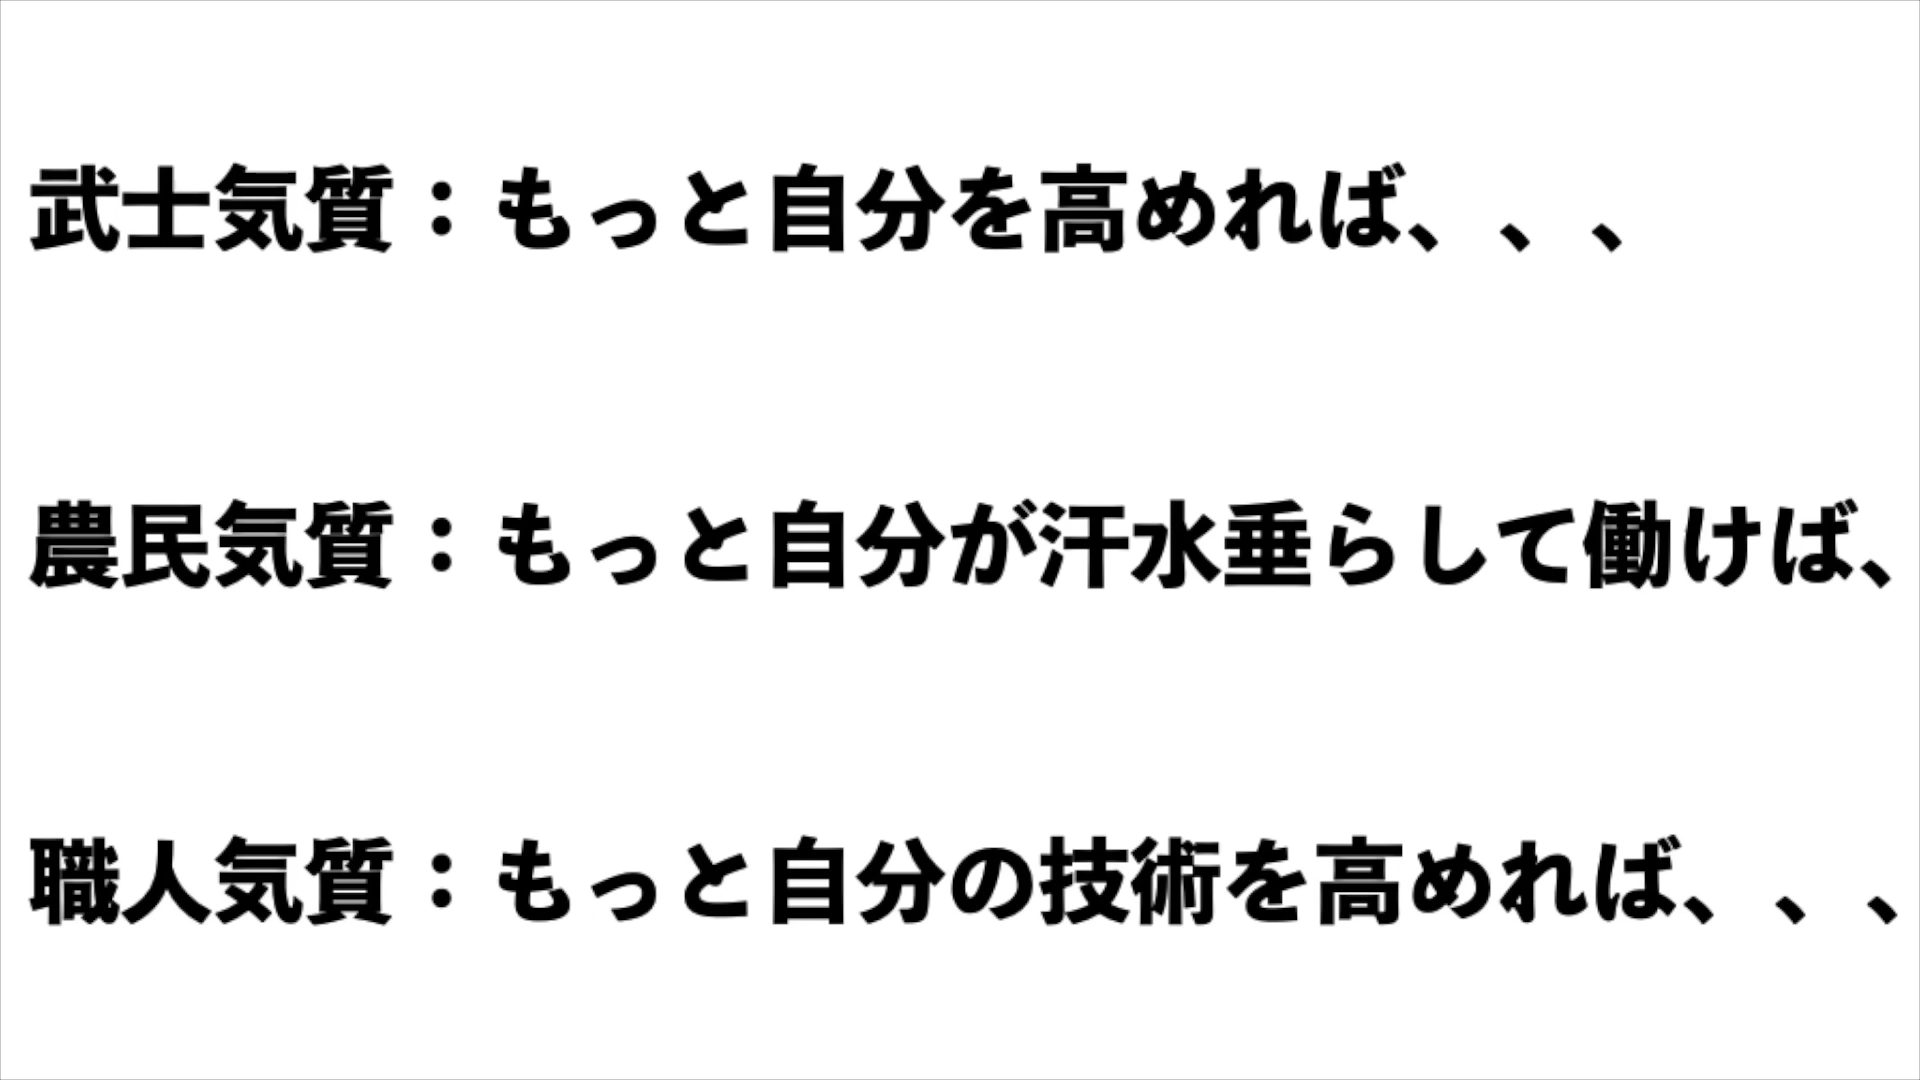 武士気質：もっと自分を高めれば、、、
農民気質：もっと自分が汗水垂らして働けば、
職人気質：もっと自分の技術を高めれば、、、